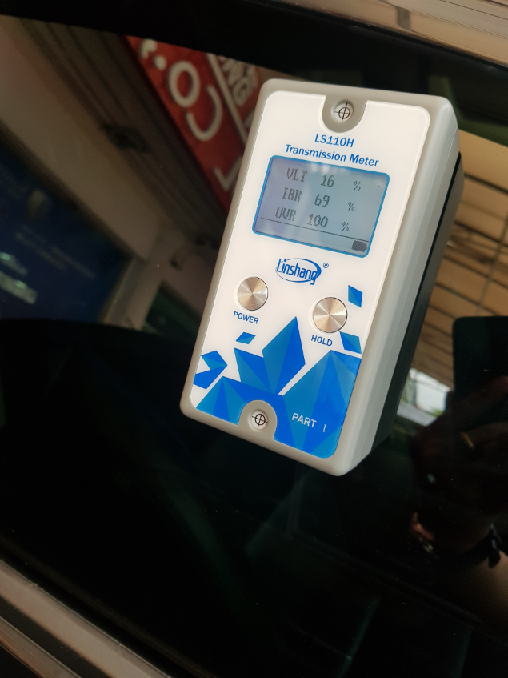 LS110H
Transmission Meter
VLT 16 %
IRR 69 %
UVR 100 %
Linshang®
POWER
HOLD
PART I